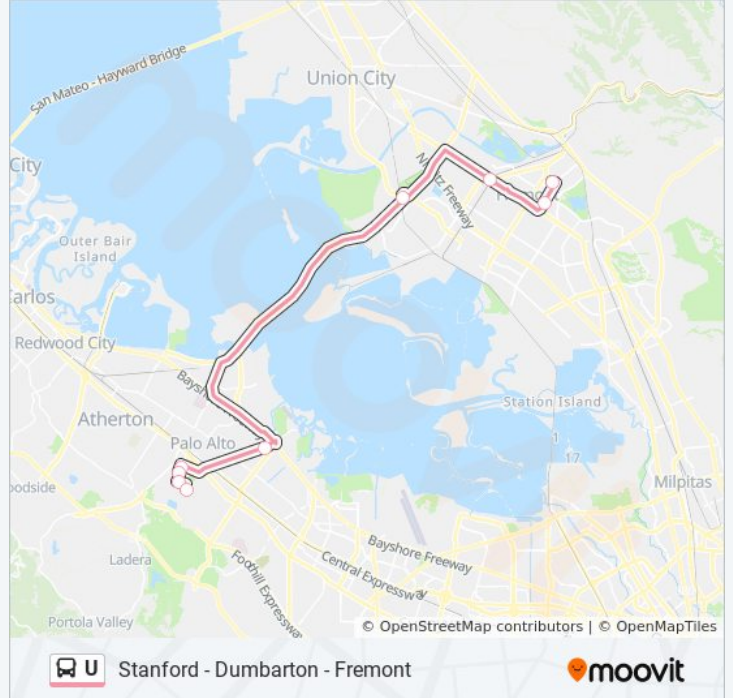 San Mateo - Hayward Bridge
Union City
City
Nimitz Freeway
Outer Bair
Island
Carlos
Redwood City
Station Island
Atherton
Palo Alto
1
17
Milpitas
oodside
Ladera
Bayshore Freeway
Central Expressway
Foothill Expressway
Portola Valley
© OpenStreetMap contributors | © OpenMapTiles
U Stanford - Dumbarton - Fremont
moovit